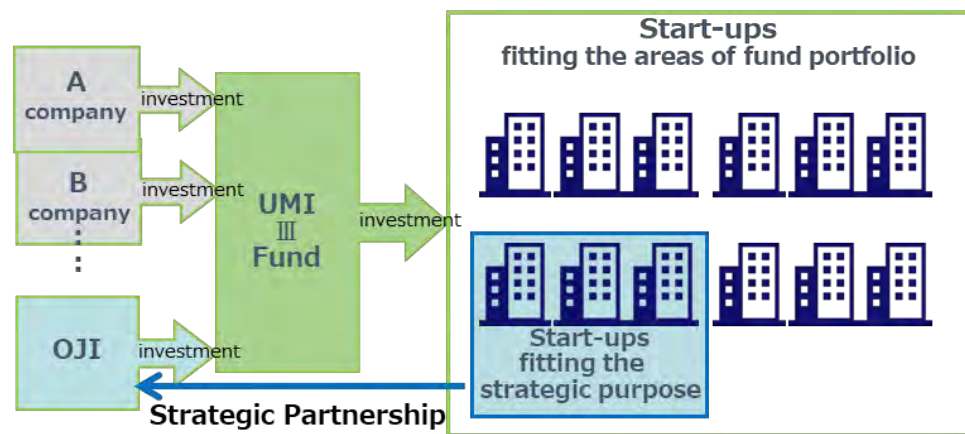 A
company
investment
B
company
investment
⋮
OJI
investment
UMI
Ⅲ
Fund
investment
Start-ups
fitting the areas of fund portfolio
Start-ups
fitting the
strategic purpose
Strategic Partnership